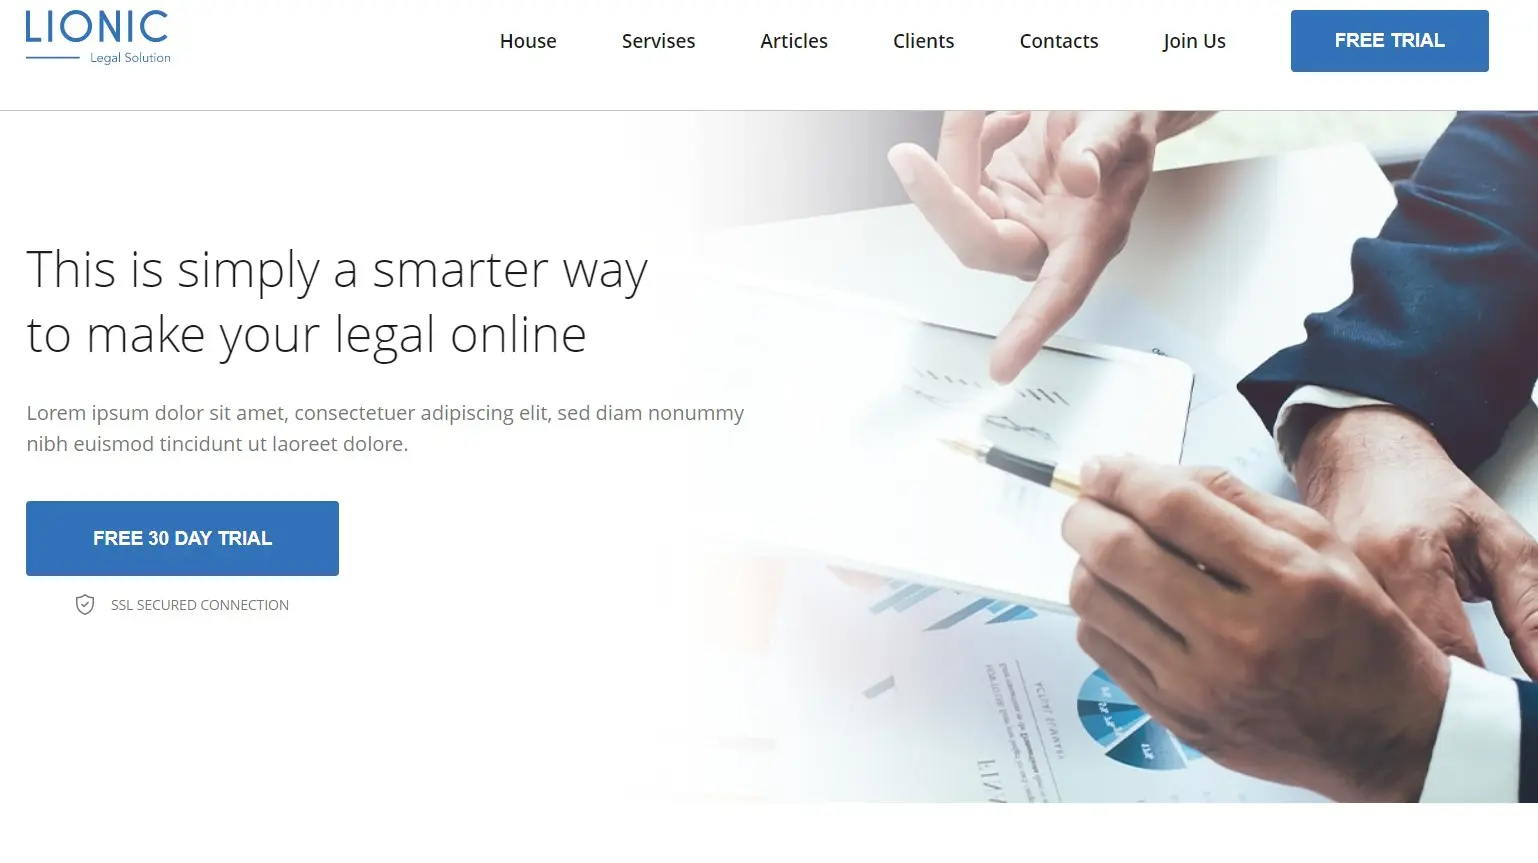 LIONIC
Legal Solution
House Servises Articles Clients Contacts Join Us FREE TRIAL
This is simply a smarter way
to make your legal online
Lorem ipsum dolor sit amet, consectetuer adipiscing elit, sed diam nonummy
nibh euismod tincidunt ut laoreet dolore.
FREE 30 DAY TRIAL
SSL SECURED CONNECTION